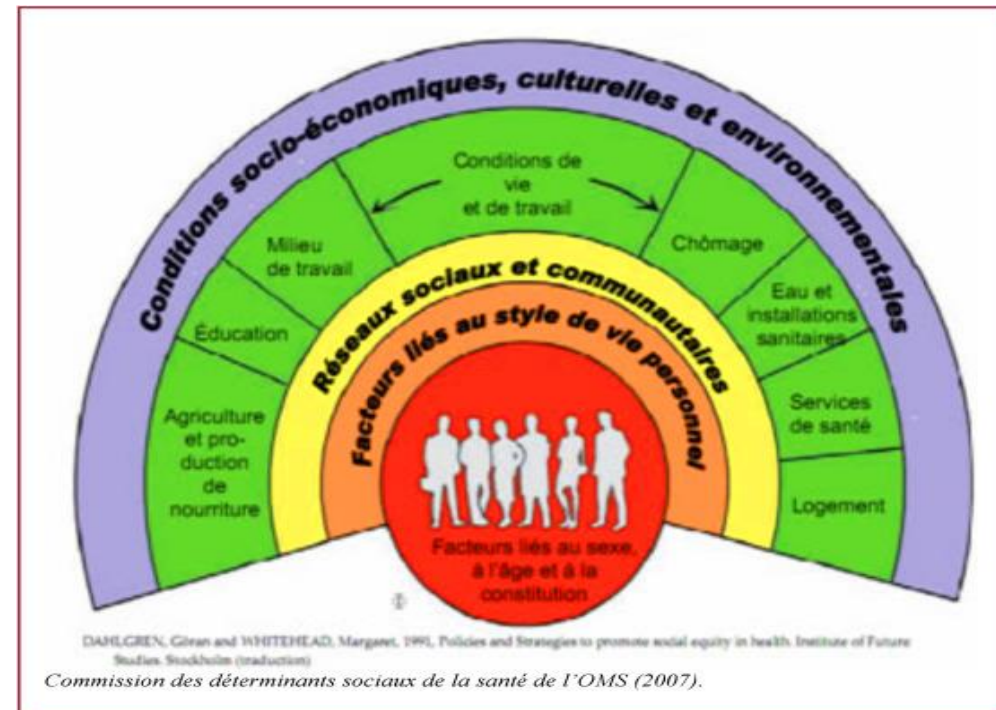 Conditions socio-économiques, culturelles et environnementales
Conditions de
vie
et de travail
Milieu
de travail
Chômage
Éducation
Eau et
installations
sanitaires
Agriculture
et pro-
duction
de
nourriture
Services
de santé
Logement
Réseaux sociaux et communautaires
Facteurs liés au style de vie personnel
Facteurs liés au sexe,
à l'âge et à la
constitution
DAHLGREN, Göran and WHITEHEAD, Margaret, 1991, Policies and Strategies to promote social equity in health. Institute of Future
Studies. Stockholm (traduction)
Commission des déterminants sociaux de la santé de l'OMS (2007).